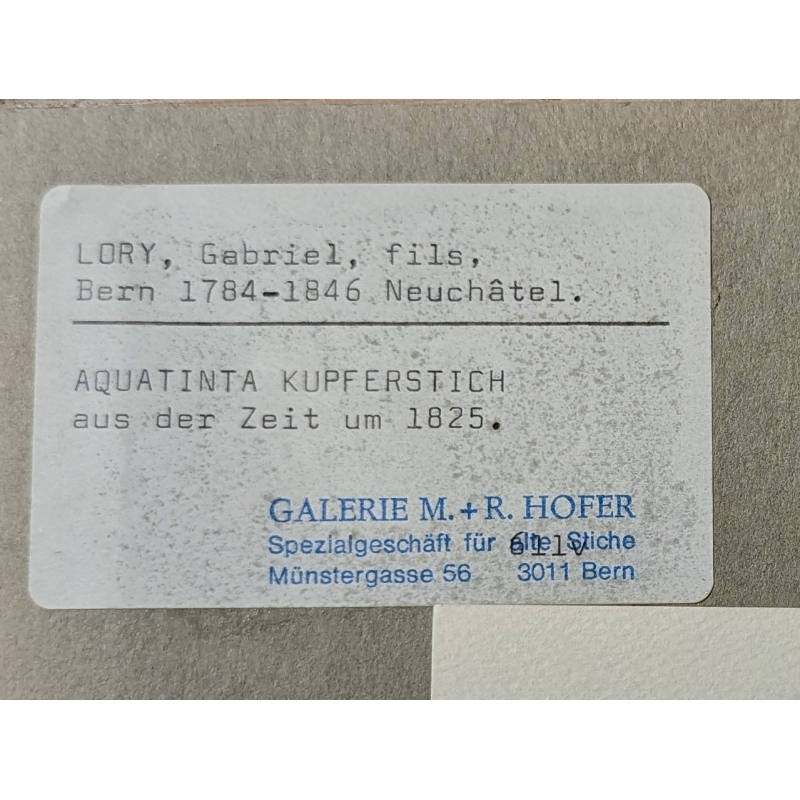 LORY, Gabriel, fils,
Bern 1784-1846 Neuchâtel.
AQUATINTA KUPFERSTICH
aus der Zeit um 1825.
GALERIE M. + R. HOFER
Spezialgeschäft für alte Stiche
Münstergasse 56 3011 Bern